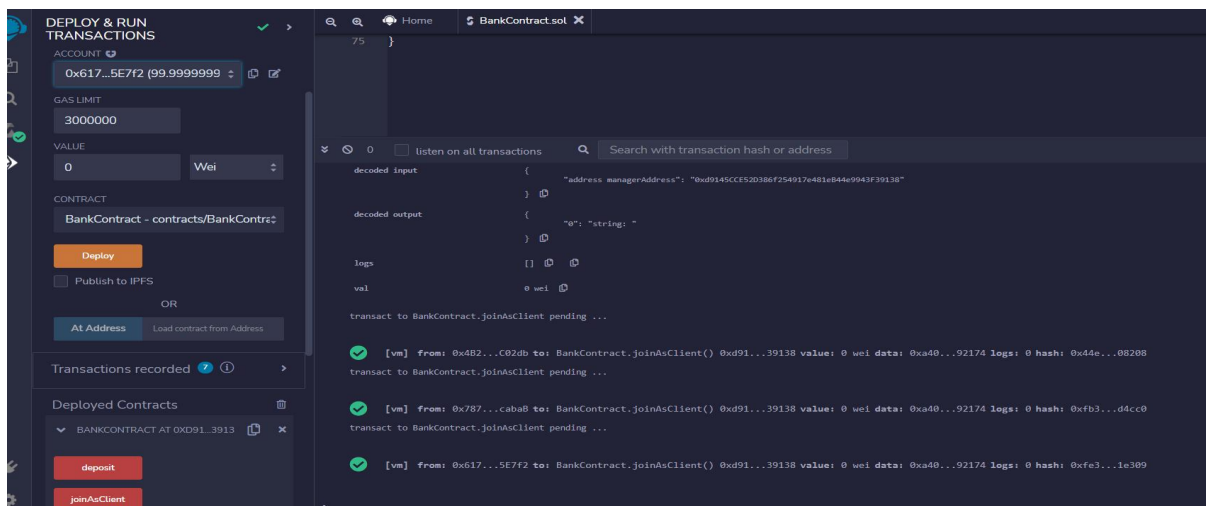 DEPLOY & RUN
TRANSACTIONS
ACCOUNT
0x617...5E7f2 (99.9999999
GAS LIMIT
3000000
VALUE
0 Wei
CONTRACT
BankContract - contracts/BankContra
Deploy
Publish to IPFS
OR
At Address Load contract from Address
Transactions recorded 7 i
Deployed Contracts
BANKCONTRACT AT 0XD91...3913
deposit
joinAsClient
Home BankContract.sol
75 }
0 listen on all transactions Search with transaction hash or address
decoded input {
"address managerAddress": "0xd9145CCE52D386f254917e481eB44e9943F39138"
}
decoded output {
"0": "string: "
}
logs []
val 0 wei
transact to BankContract.joinAsClient pending ...
[vm] from: 0x4B2...C02db to: BankContract.joinAsClient() 0xd91...39138 value: 0 wei data: 0xa40...92174 logs: 0 hash: 0x44e...08208
transact to BankContract.joinAsClient pending ...
[vm] from: 0x787...cabaB to: BankContract.joinAsClient() 0xd91...39138 value: 0 wei data: 0xa40...92174 logs: 0 hash: 0xfb3...d4cc0
transact to BankContract.joinAsClient pending ...
[vm] from: 0x617...5E7f2 to: BankContract.joinAsClient() 0xd91...39138 value: 0 wei data: 0xa40...92174 logs: 0 hash: 0xfe3...1e309